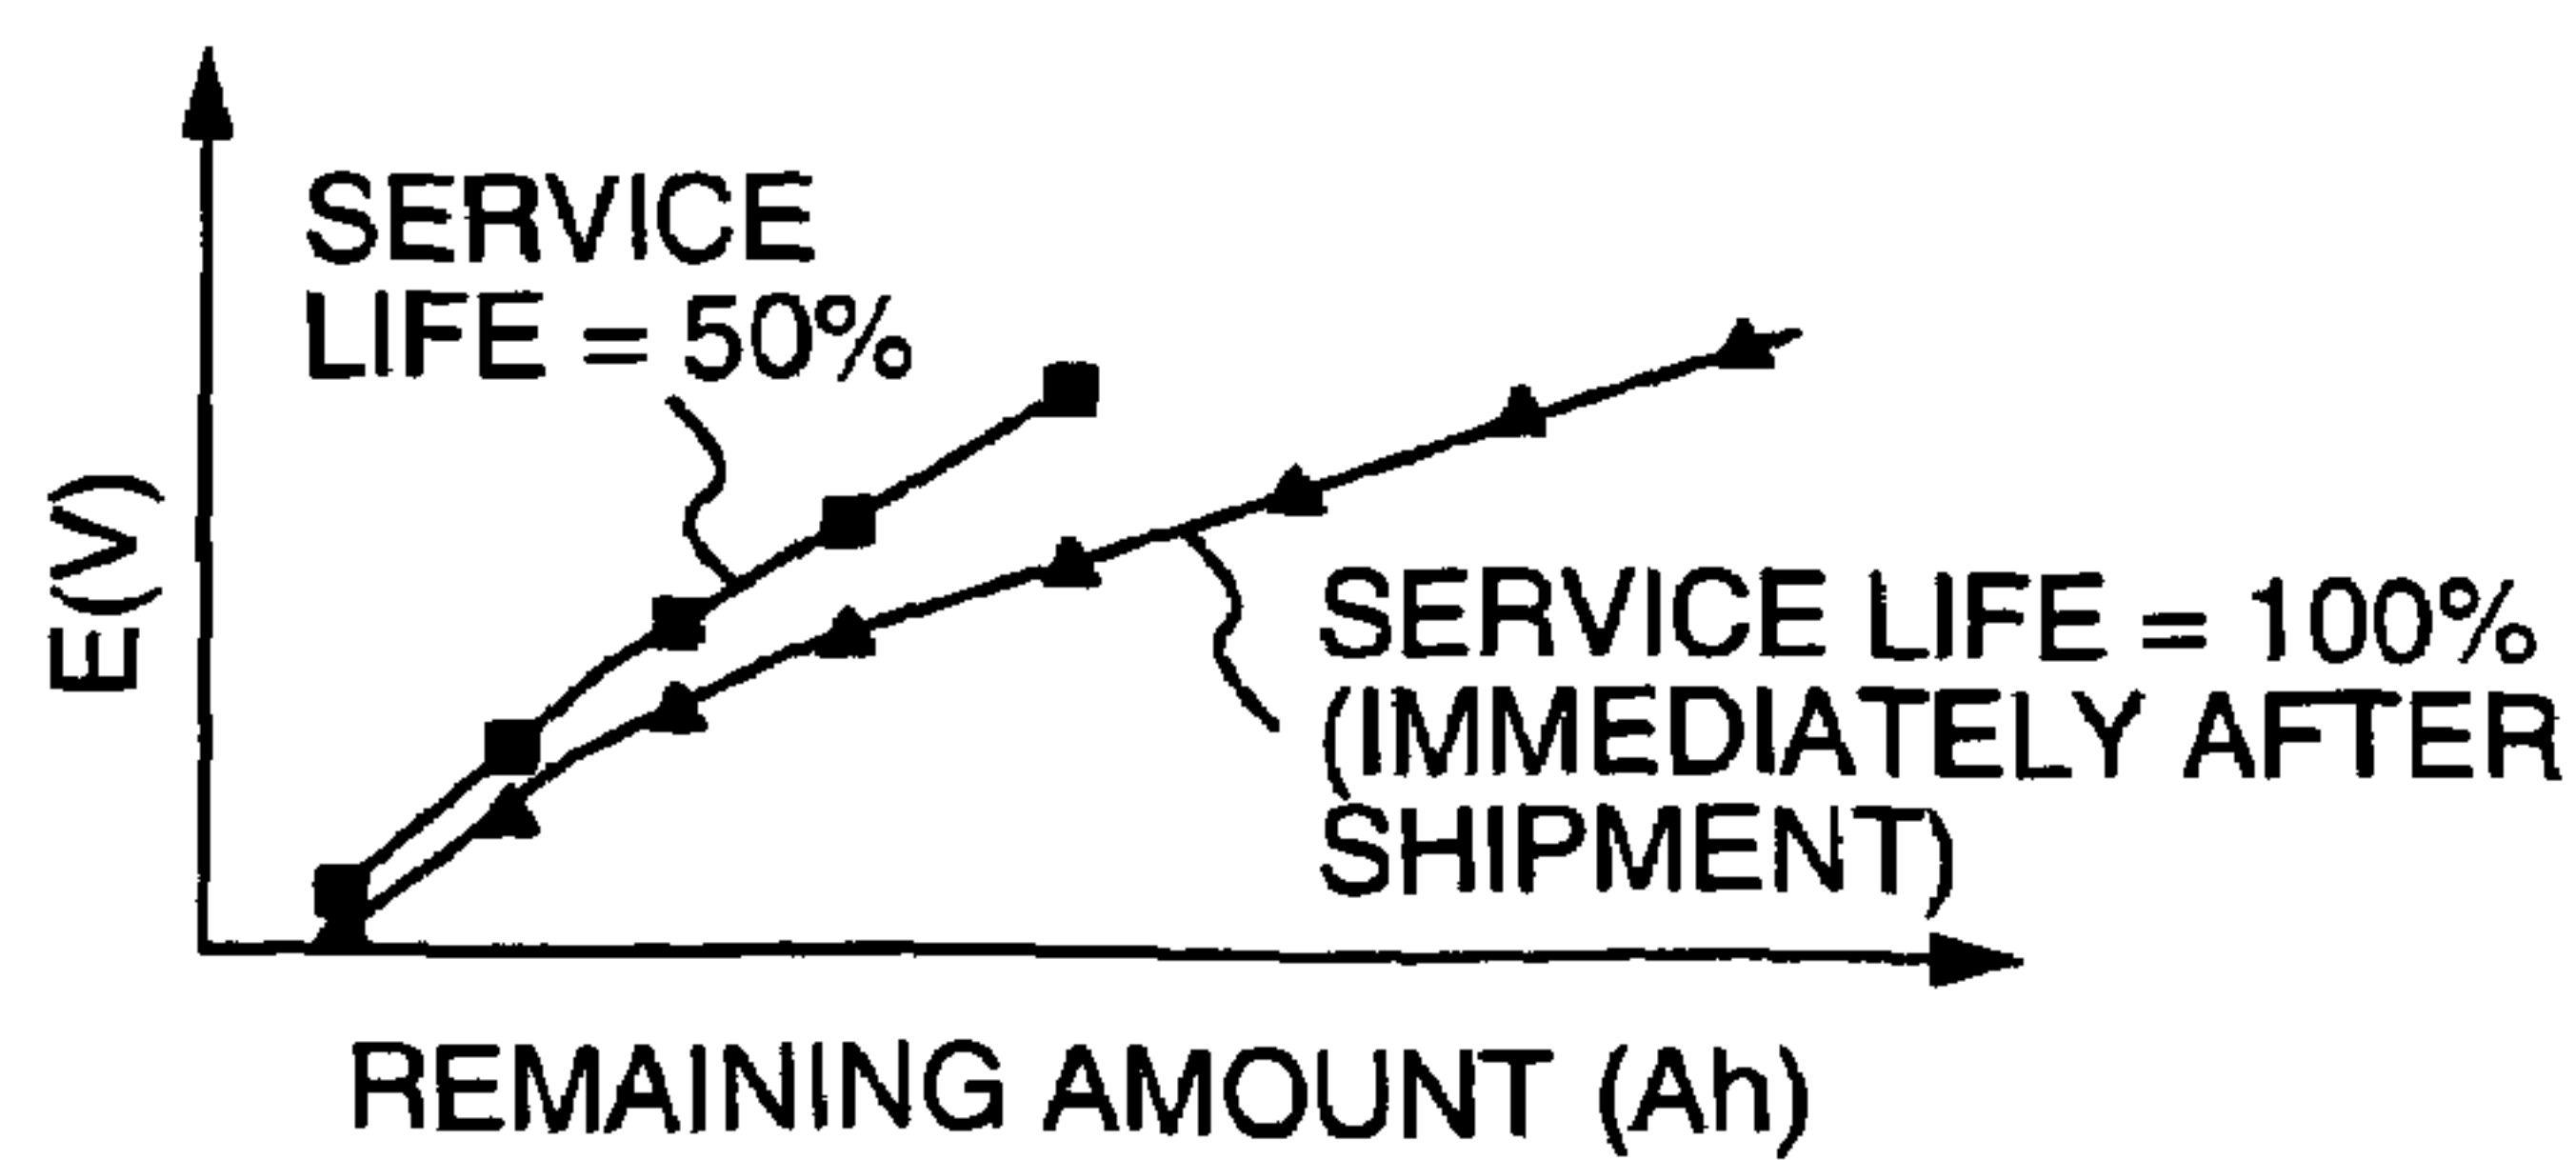 SERVICE
LIFE = 50%
E(V)
SERVICE LIFE = 100%
(IMMEDIATELY AFTER
SHIPMENT)
REMAINING AMOUNT (Ah)